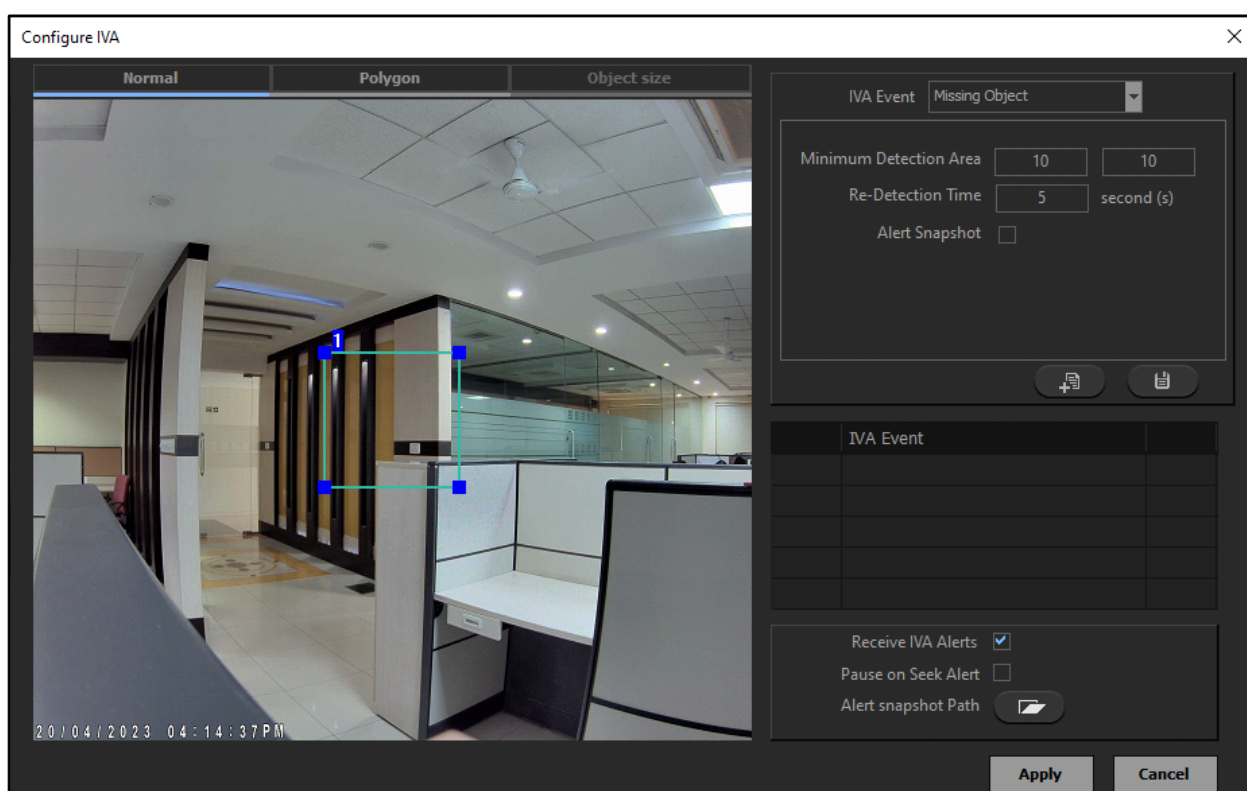 Configure IVA
Normal Polygon Object size
IVA Event Missing Object
Minimum Detection Area 10 10
Re-Detection Time 5 second (s)
Alert Snapshot
1
IVA Event
Receive IVA Alerts
Pause on Seek Alert
Alert snapshot Path
20/04/2023 04:14:37PM
Apply Cancel